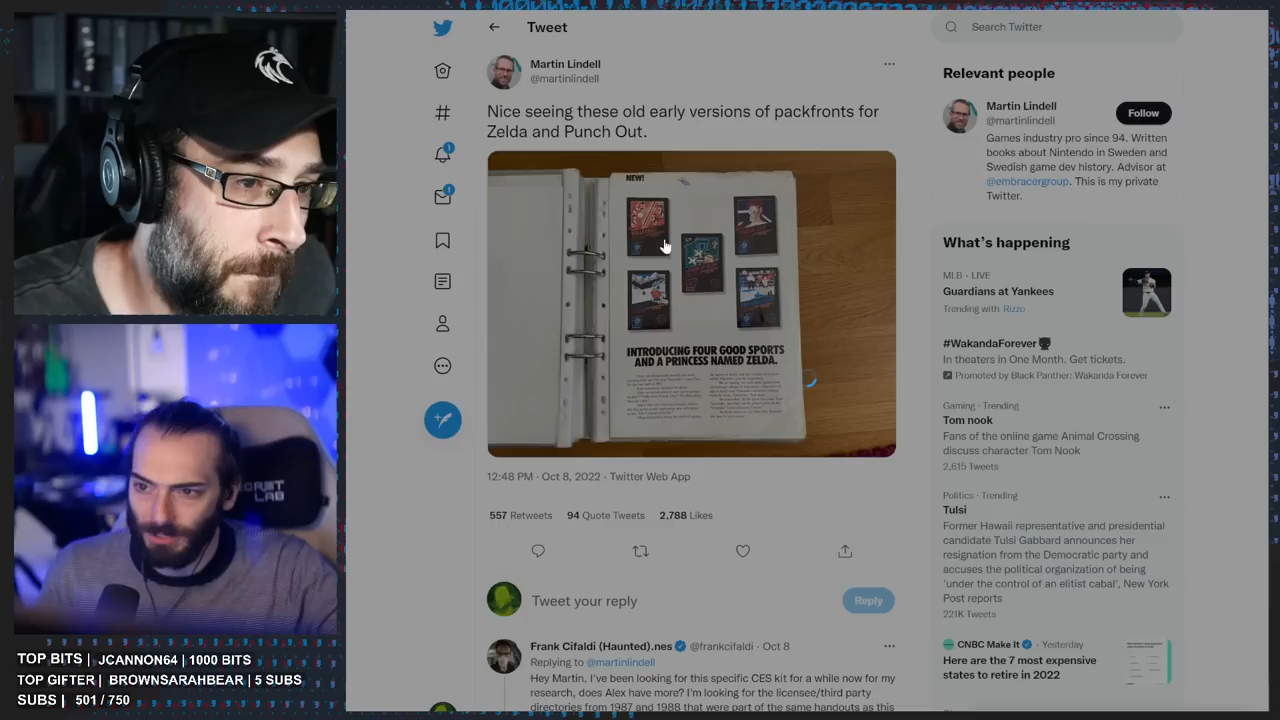 Tweet
Search Twitter
Martin Lindell
@martinlindell
Nice seeing these old early versions of packfronts for
Zelda and Punch Out.
NEW!
INTRODUCING FOUR GOOD SPORTS
AND A PRINCESS NAMED ZELDA.
12:48 PM · Oct 8, 2022 · Twitter Web App
557 Retweets 94 Quote Tweets 2,788 Likes
Tweet your reply
Reply
Frank Cifaldi (Haunted).nes @frankcifaldi · Oct 8
Replying to @martinlindell
Hey Martin, I've been looking for this specific CES kit for a while now for my
research, does Alex have more? I'm looking for the licensee/third party
directories from 1987 and 1988 that were part of the same handouts as this
1
1
Relevant people
Martin Lindell
@martinlindell
Follow
Games industry pro since 94. Written
books about Nintendo in Sweden and
Swedish game dev history. Advisor at
@embracergroup. This is my private
Twitter.
What's happening
MLB · LIVE
Guardians at Yankees
Trending with Rizzo
#WakandaForever
In theaters in One Month. Get tickets.
Promoted by Black Panther: Wakanda Forever
Gaming · Trending
Tom nook
Fans of the online game Animal Crossing
discuss character Tom Nook
2,615 Tweets
Politics · Trending
Tulsi
Former Hawaii representative and presidential
candidate Tulsi Gabbard announces her
resignation from the Democratic party and
accuses the political organization of being
'under the control of an elitist cabal', New York
Post reports
221K Tweets
CNBC Make It · Yesterday
Here are the 7 most expensive
states to retire in 2022
TOP BITS | JCANNON64 | 1000 BITS
TOP GIFTER | BROWNSARAHBEAR | 5 SUBS
SUBS | 501 / 750